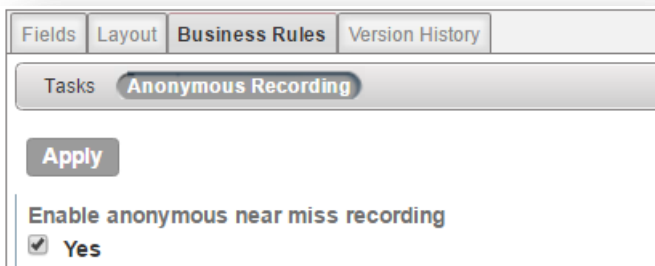 Fields Layout Business Rules Version History
Tasks Anonymous Recording
Apply
Enable anonymous near miss recording
Yes